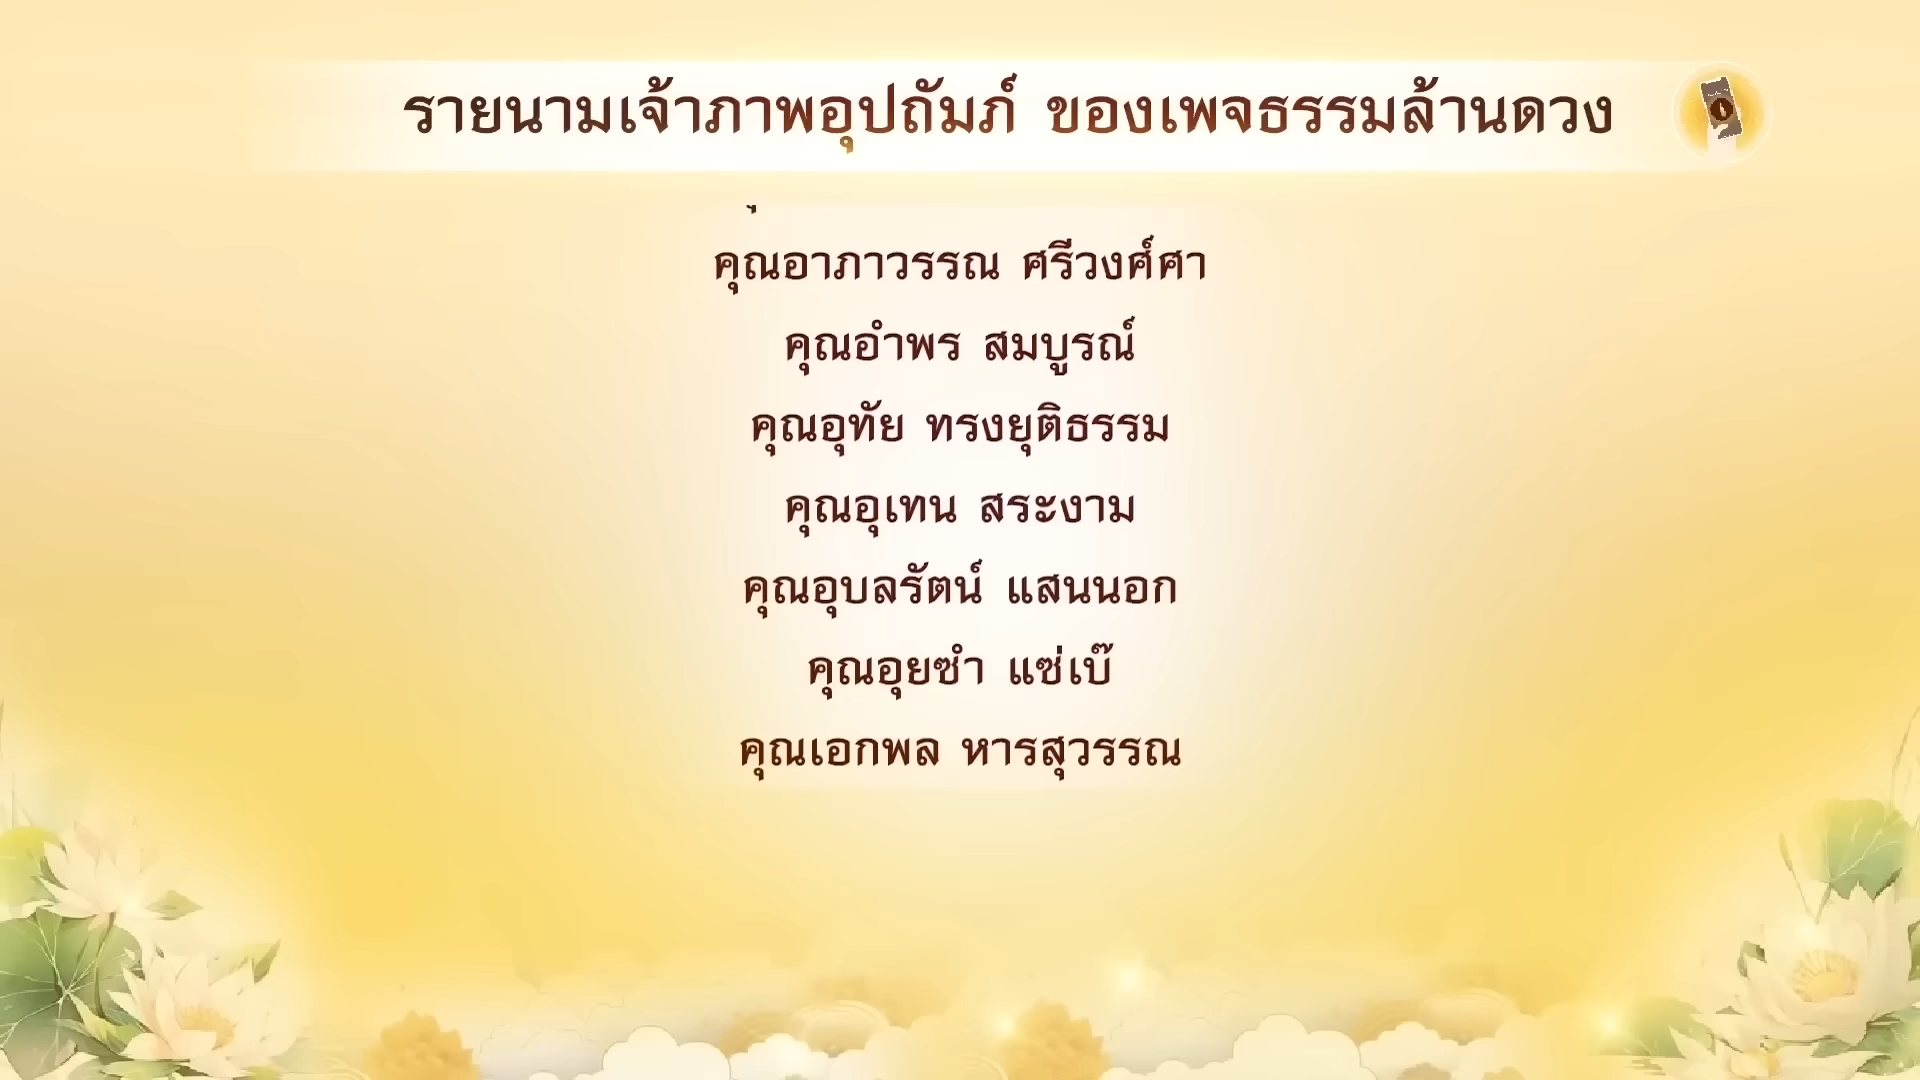 รายนามเจ้าภาพอุปถัมภ์ ของเพจธรรมล้านดวง
คุณอาภาวรรณ ศรีวงศ์ศา
คุณอำพร สมบูรณ์
คุณอุทัย ทรงยุติธรรม
คุณอุเทน สระงาม
คุณอุบลรัตน์ แสนนอก
คุณอุยซำ แซ่เบ๊
คุณเอกพล หารสุวรรณ